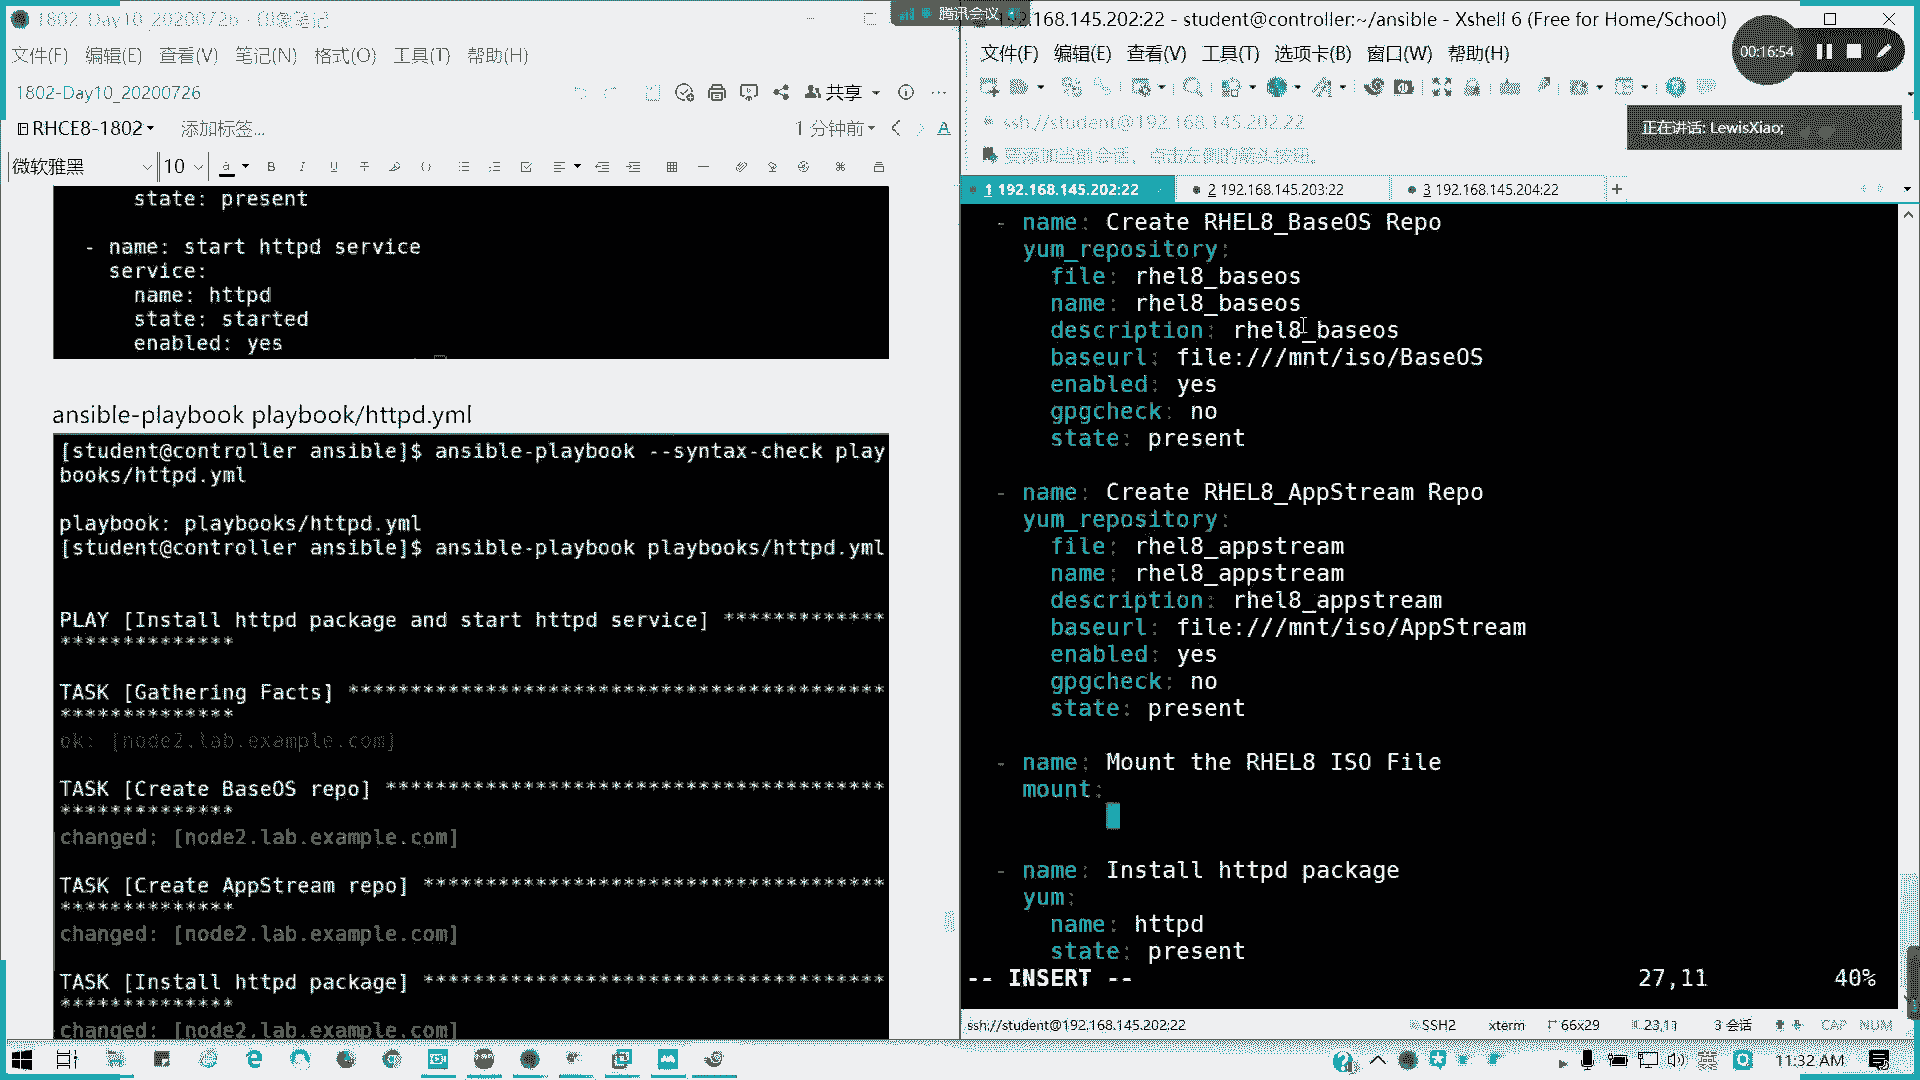 1802-Day10_20200726 - 印象笔记
文件(F) 编辑(E) 查看(V) 笔记(N) 格式(O) 工具(T) 帮助(H)
1802-Day10_20200726
共享
RHCE8-1802
添加标签...
1 分钟前
微软雅黑
10
state: present
- name: start httpd service
service:
name: httpd
state: started
enabled: yes
ansible-playbook playbook/httpd.yml
[student@controller ansible]$ ansible-playbook --syntax-check play
books/httpd.yml
playbook: playbooks/httpd.yml
[student@controller ansible]$ ansible-playbook playbooks/httpd.yml
PLAY [Install httpd package and start httpd service] *************
**************
TASK [Gathering Facts] *******************************************
**************
ok: [node2.lab.example.com]
TASK [Create BaseOS repo] ****************************************
**************
changed: [node2.lab.example.com]
TASK [Create AppStream repo] *************************************
**************
changed: [node2.lab.example.com]
TASK [Install httpd package] *************************************
**************
changed: [node2.lab.example.com]
腾讯会议
192.168.145.202:22 - student@controller:~/ansible - Xshell 6 (Free for Home/School)
文件(F) 编辑(E) 查看(V) 工具(T) 选项卡(B) 窗口(W) 帮助(H)
00:16:54
ssh://student@192.168.145.202:22
正在讲话: LewisXiao;
要添加当前会话，点击左侧的箭头按钮。
1 192.168.145.202:22
2 192.168.145.203:22
3 192.168.145.204:22
- name: Create RHEL8_BaseOS Repo
yum_repository:
file: rhel8_baseos
name: rhel8_baseos
description: rhel8_baseos
baseurl: file:///mnt/iso/BaseOS
enabled: yes
gpgcheck: no
state: present
- name: Create RHEL8_AppStream Repo
yum_repository:
file: rhel8_appstream
name: rhel8_appstream
description: rhel8_appstream
baseurl: file:///mnt/iso/AppStream
enabled: yes
gpgcheck: no
state: present
- name: Mount the RHEL8 ISO File
mount:
- name: Install httpd package
yum:
name: httpd
state: present
-- INSERT --
27,11
40%
ssh://student@192.168.145.202:22
SSH2
xterm
66x29
23,11
3 会话
CAP NUM
11:32 AM